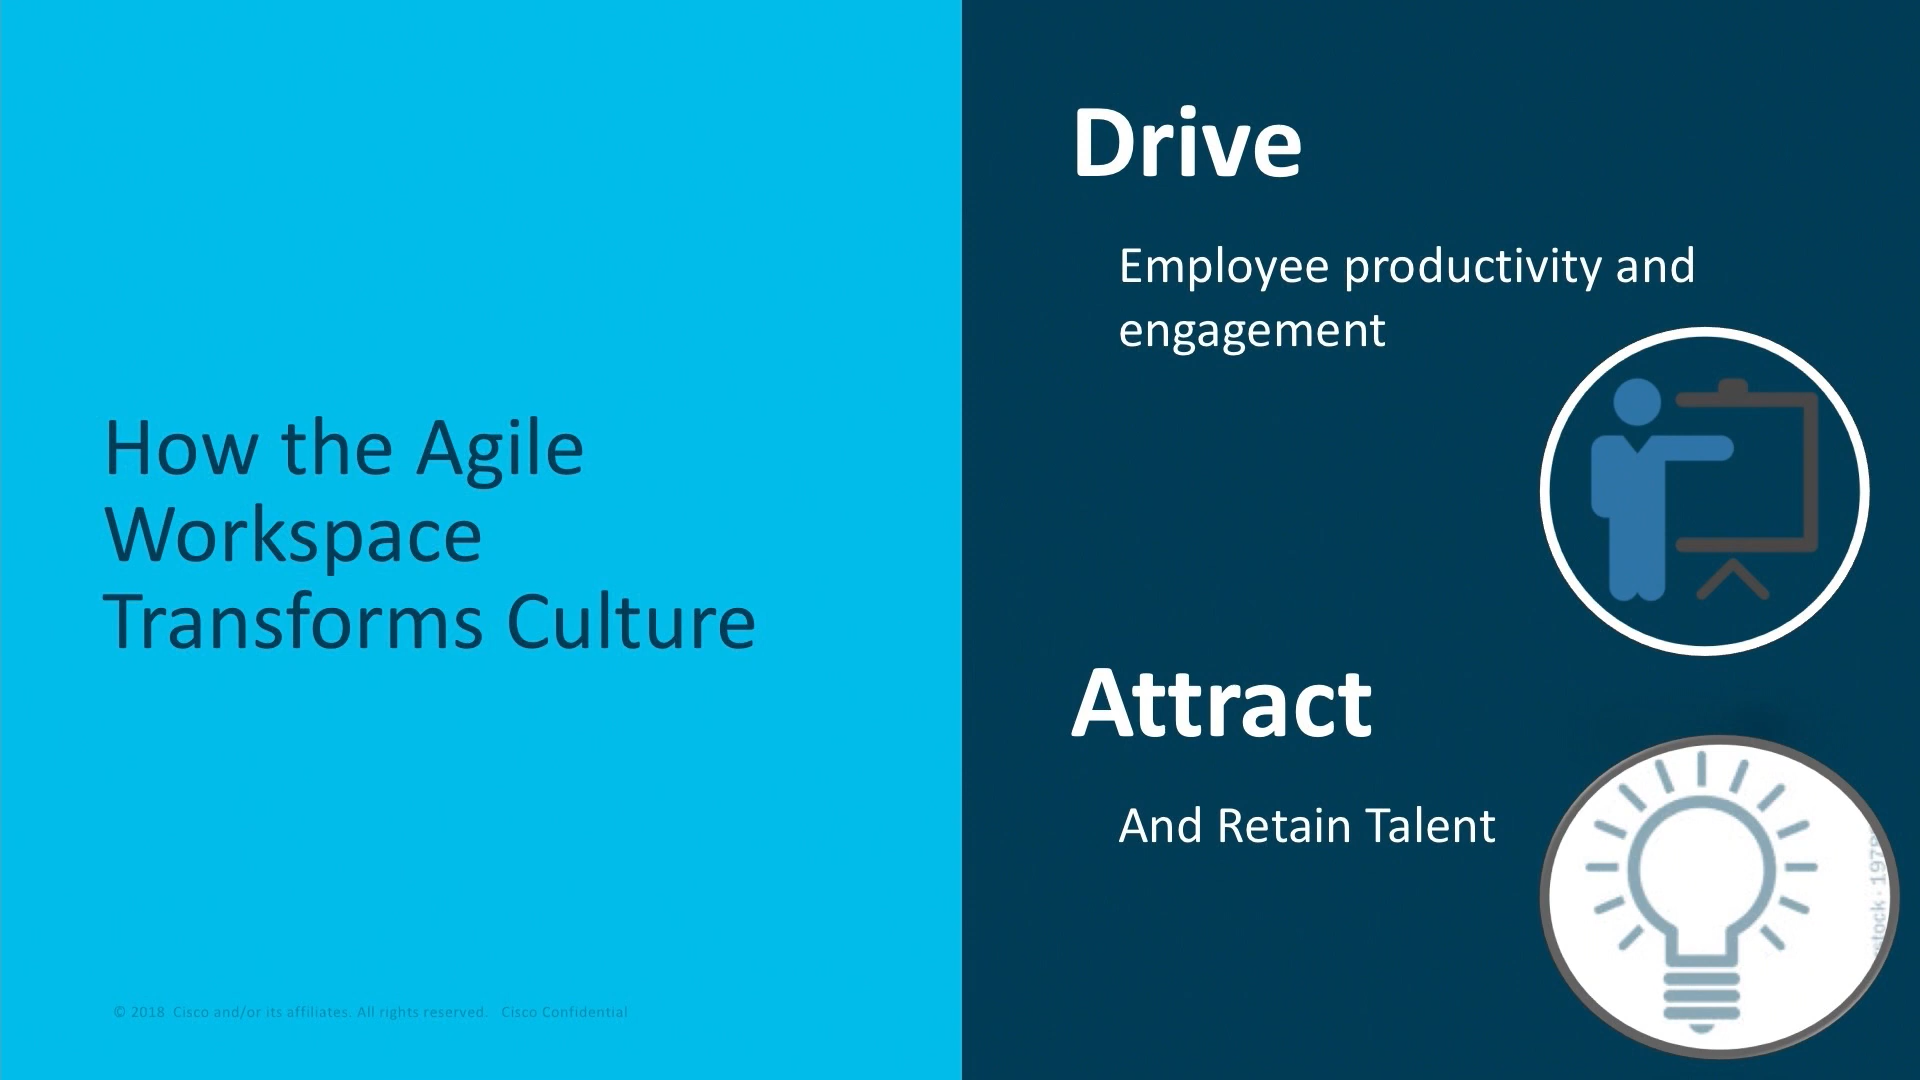 How the Agile
Workspace
Transforms Culture
© 2018 Cisco and/or its affiliates. All rights reserved. Cisco Confidential
Drive
Employee productivity and
engagement
Attract
And Retain Talent